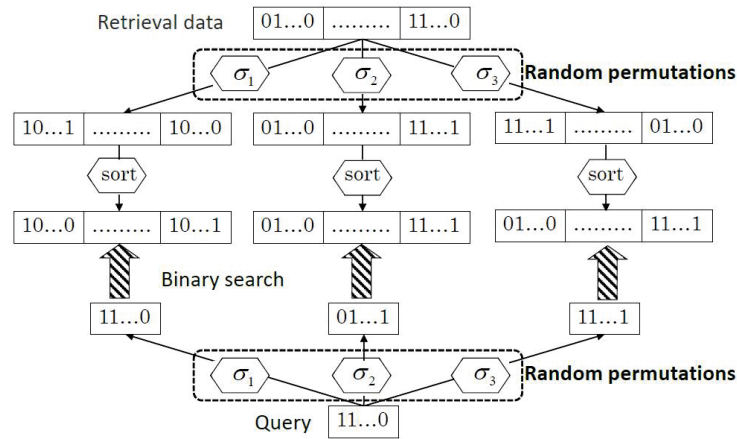 Retrieval data 01...0 ......... 11...0
σ1 σ2 σ3 Random permutations
10...1 ......... 10...0 01...0 ......... 11...1 11...1 ......... 01...0
sort sort sort
10...0 ......... 10...1 01...0 ......... 11...1 01...0 ......... 11...1
Binary search
11...0 01...1 11...1
σ1 σ2 σ3 Random permutations
Query 11...0